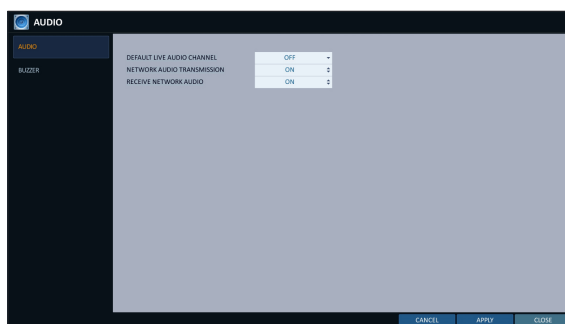 AUDIO
AUDIO
BUZZER
DEFAULT LIVE AUDIO CHANNEL OFF
NETWORK AUDIO TRANSMISSION ON
RECEIVE NETWORK AUDIO ON
CANCEL APPLY CLOSE